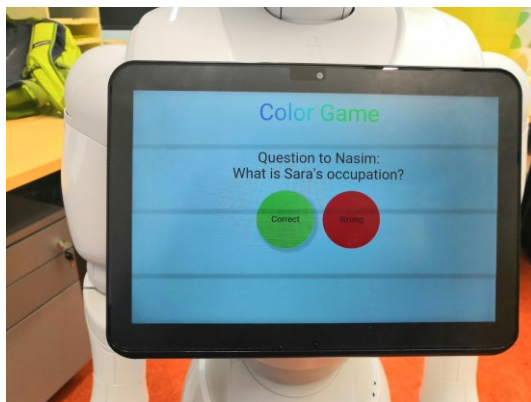 Color Game
Question to Nasim:
What is Sara's occupation?
Correct
Wrong